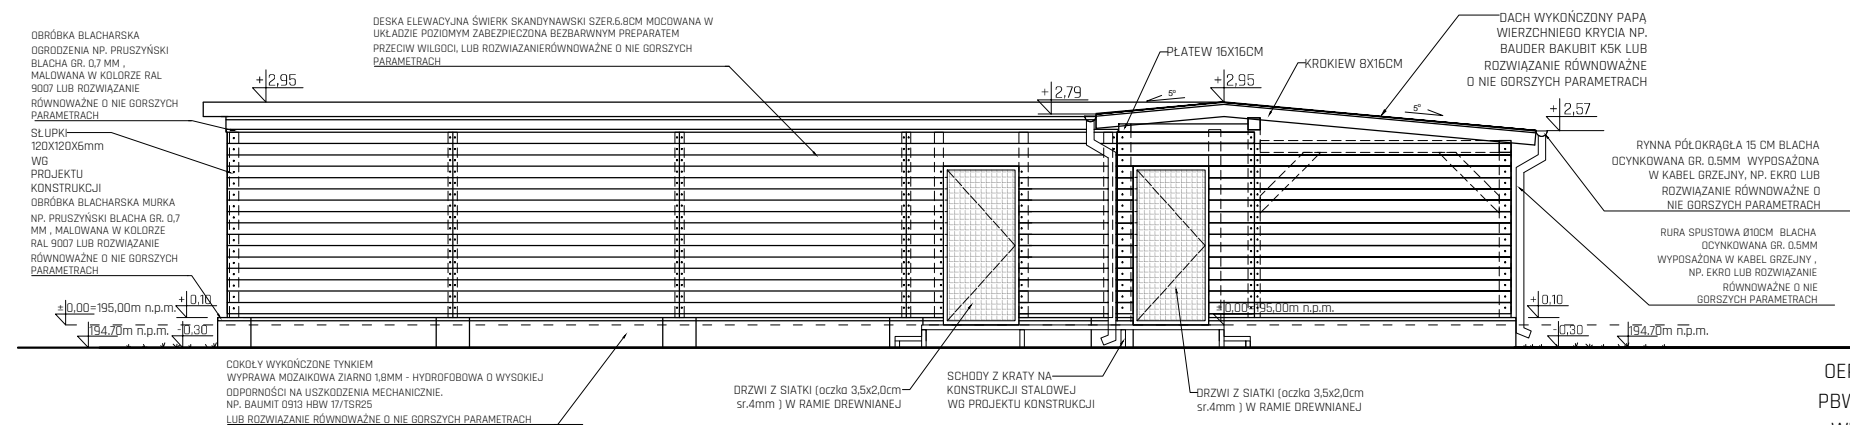 OBRÓBKA BLACHARSKA
OGRODZENIA NP. PRUSZYŃSKI
BLACHA GR. 0,7 MM ,
MALOWANA W KOLORZE RAL
9007 LUB ROZWIĄZANIE
RÓWNOWAŻNE O NIE GORSZYCH
PARAMETRACH
SŁUPKI
120X120X6mm
WG
PROJEKTU
KONSTRUKCJI
OBRÓBKA BLACHARSKA MURKA
NP. PRUSZYŃSKI BLACHA GR. 0,7
MM , MALOWANA W KOLORZE
RAL 9007 LUB ROZWIĄZANIE
RÓWNOWAŻNE O NIE GORSZYCH
PARAMETRACH
DESKA ELEWACYJNA ŚWIERK SKANDYNAWSKI SZER.6.8CM MOCOWANA W
UKŁADZIE POZIOMYM ZABEZPIECZONA BEZBARWNYM PREPARATEM
PRZECIW WILGOCI, LUB ROZWIAZANIERÓWNOWAŻNE O NIE GORSZYCH
PARAMETRACH
PŁATEW 16X16CM
KROKIEW 8X16CM
DACH WYKOŃCZONY PAPĄ
WIERZCHNIEGO KRYCIA NP.
BAUDER BAKUBIT K5K LUB
ROZWIĄZANIE RÓWNOWAŻNE
O NIE GORSZYCH PARAMETRACH
+ 2,95
+ 2,79
5°
+ 2,95
5°
+ 2,57
RYNNA PÓŁOKRĄGŁA 15 CM BLACHA
OCYNKOWANA GR. 0.5MM WYPOSAŻONA
W KABEL GRZEJNY, NP. EKRO LUB
ROZWIĄZANIE RÓWNOWAŻNE O
NIE GORSZYCH PARAMETRACH
RURA SPUSTOWA Ø10CM BLACHA
OCYNKOWANA GR. 0.5MM
WYPOSAŻONA W KABEL GRZEJNY ,
NP. EKRO LUB ROZWIĄZANIE
RÓWNOWAŻNE O NIE
GORSZYCH PARAMETRACH
±0,00=195,00m n.p.m.
+ 0,10
194,70m n.p.m.
-0,30
±0,00=195,00m n.p.m.
+ 0,10
-0,30
194,70m n.p.m.
COKOŁY WYKOŃCZONE TYNKIEM
WYPRAWA MOZAIKOWA ZIARNO 1,8MM - HYDROFOBOWA O WYSOKIEJ
ODPORNOŚCI NA USZKODZENIA MECHANICZNIE.
NP. BAUMIT 0913 HBW 17/TSR25
LUB ROZWIĄZANIE RÓWNOWAŻNE O NIE GORSZYCH PARAMETRACH
DRZWI Z SIATKI (oczko 3,5x2,0cm
sr.4mm ) W RAMIE DREWNIANEJ
SCHODY Z KRATY NA
KONSTRUKCJI STALOWEJ
WG PROJEKTU KONSTRUKCJI
DRZWI Z SIATKI (oczka 3,5x2,0cm
sr.4mm ) W RAMIE DREWNIANEJ